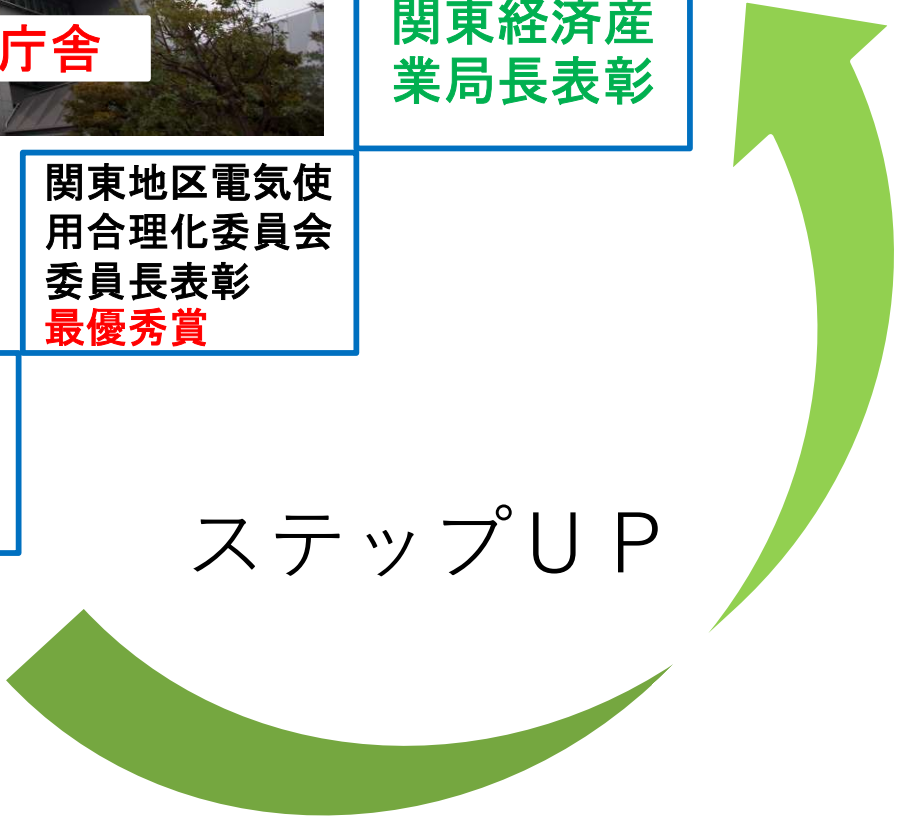 庁舎
関東経済産
業局長表彰
関東地区電気使
用合理化委員会
委員長表彰
最優秀賞
ステップUP